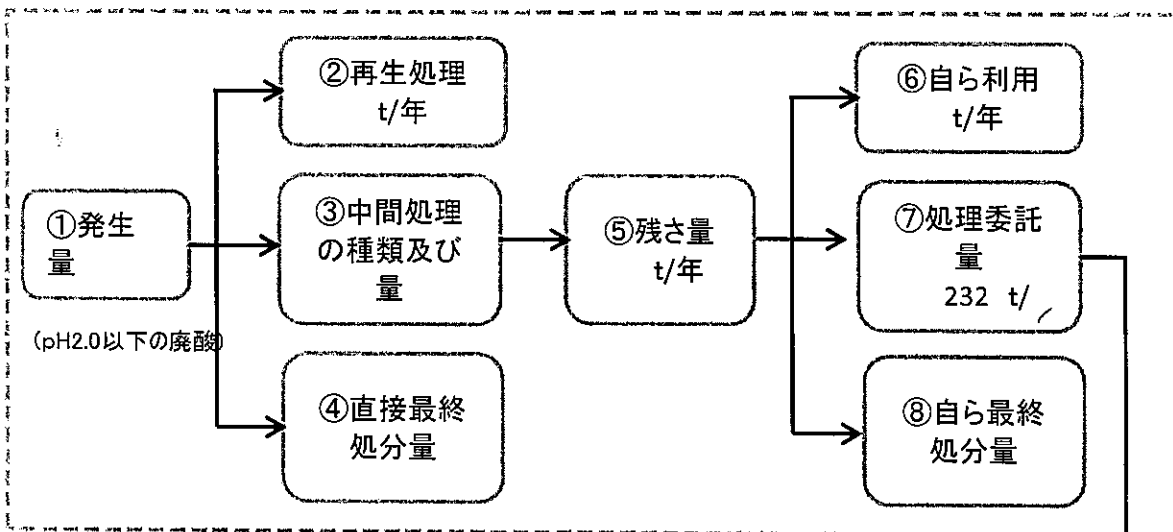 ②再生処理
t/年
⑥自ら利用
t/年
①発生
量
(pH2.0以下の廃酸)
③中間処理
の種類及び
量
⑤残さ量
t/年
⑦処理委託
量
232 t/
④直接最終
処分量
⑧自ら最終
処分量